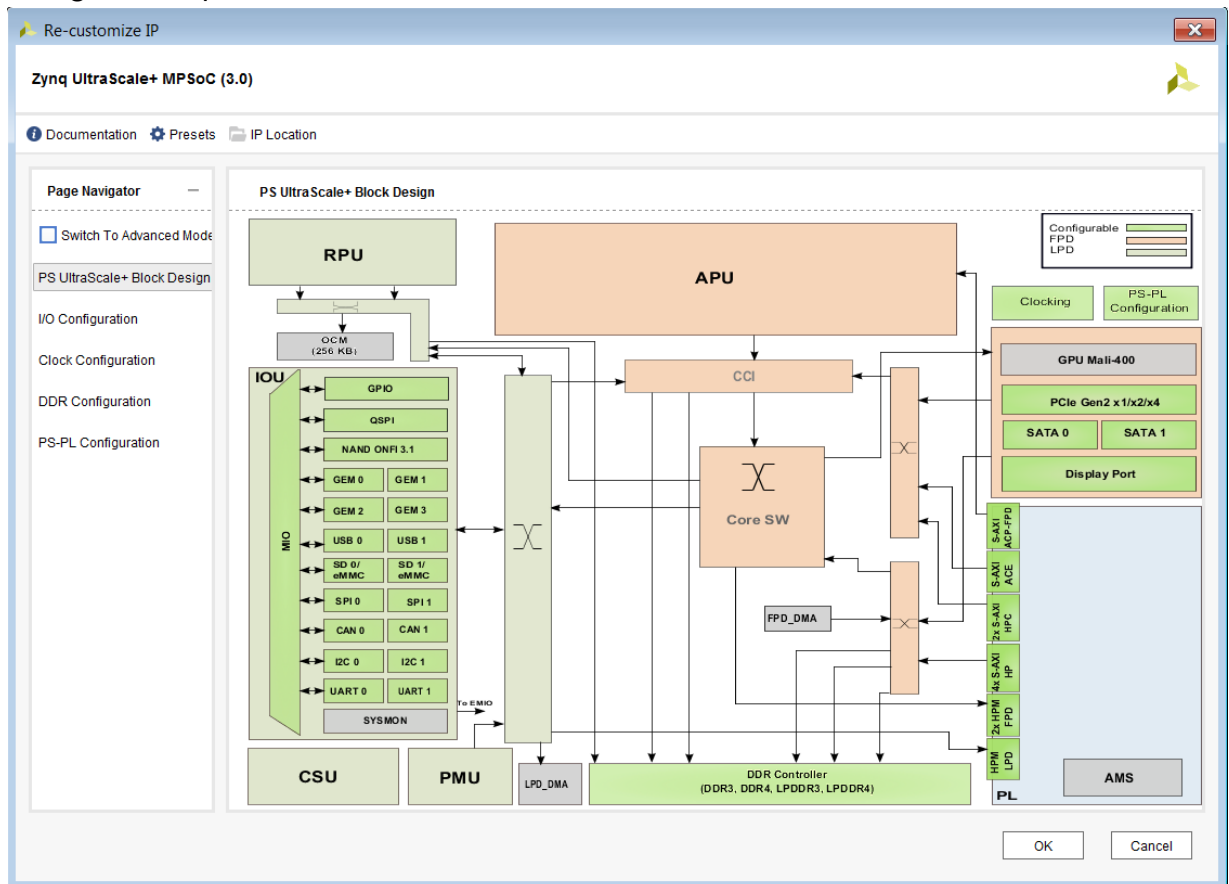 Re-customize IP
Zynq UltraScale+ MPSoC (3.0)
Documentation Presets IP Location
Page Navigator
Switch To Advanced Mode
PS UltraScale+ Block Design
I/O Configuration
Clock Configuration
DDR Configuration
PS-PL Configuration
PS UltraScale+ Block Design
Configurable
FPD
LPD
RPU
APU
Clocking
PS-PL
Configuration
OCM
(256 KB)
CCI
GPU Mali-400
PCIe Gen2 x1/x2/x4
SATA 0
SATA 1
Display Port
IOU
MIO
GPIO
QSPI
NAND ONFI 3.1
GEM 0
GEM 1
GEM 2
GEM 3
USB 0
USB 1
SD 0/
eMMC
SD 1/
eMMC
SPI 0
SPI 1
CAN 0
CAN 1
I2C 0
I2C 1
UART 0
UART 1
SYSMON
To EMIO
Core SW
FPD_DMA
S-AXI
ACP-FPD
S-AXI
ACE
2x S-AXI
HPC
4x S-AXI
HP
2x HPM
FPD
HPM
LPD
CSU
PMU
LPD_DMA
DDR Controller
(DDR3, DDR4, LPDDR3, LPDDR4)
AMS
PL
OK
Cancel